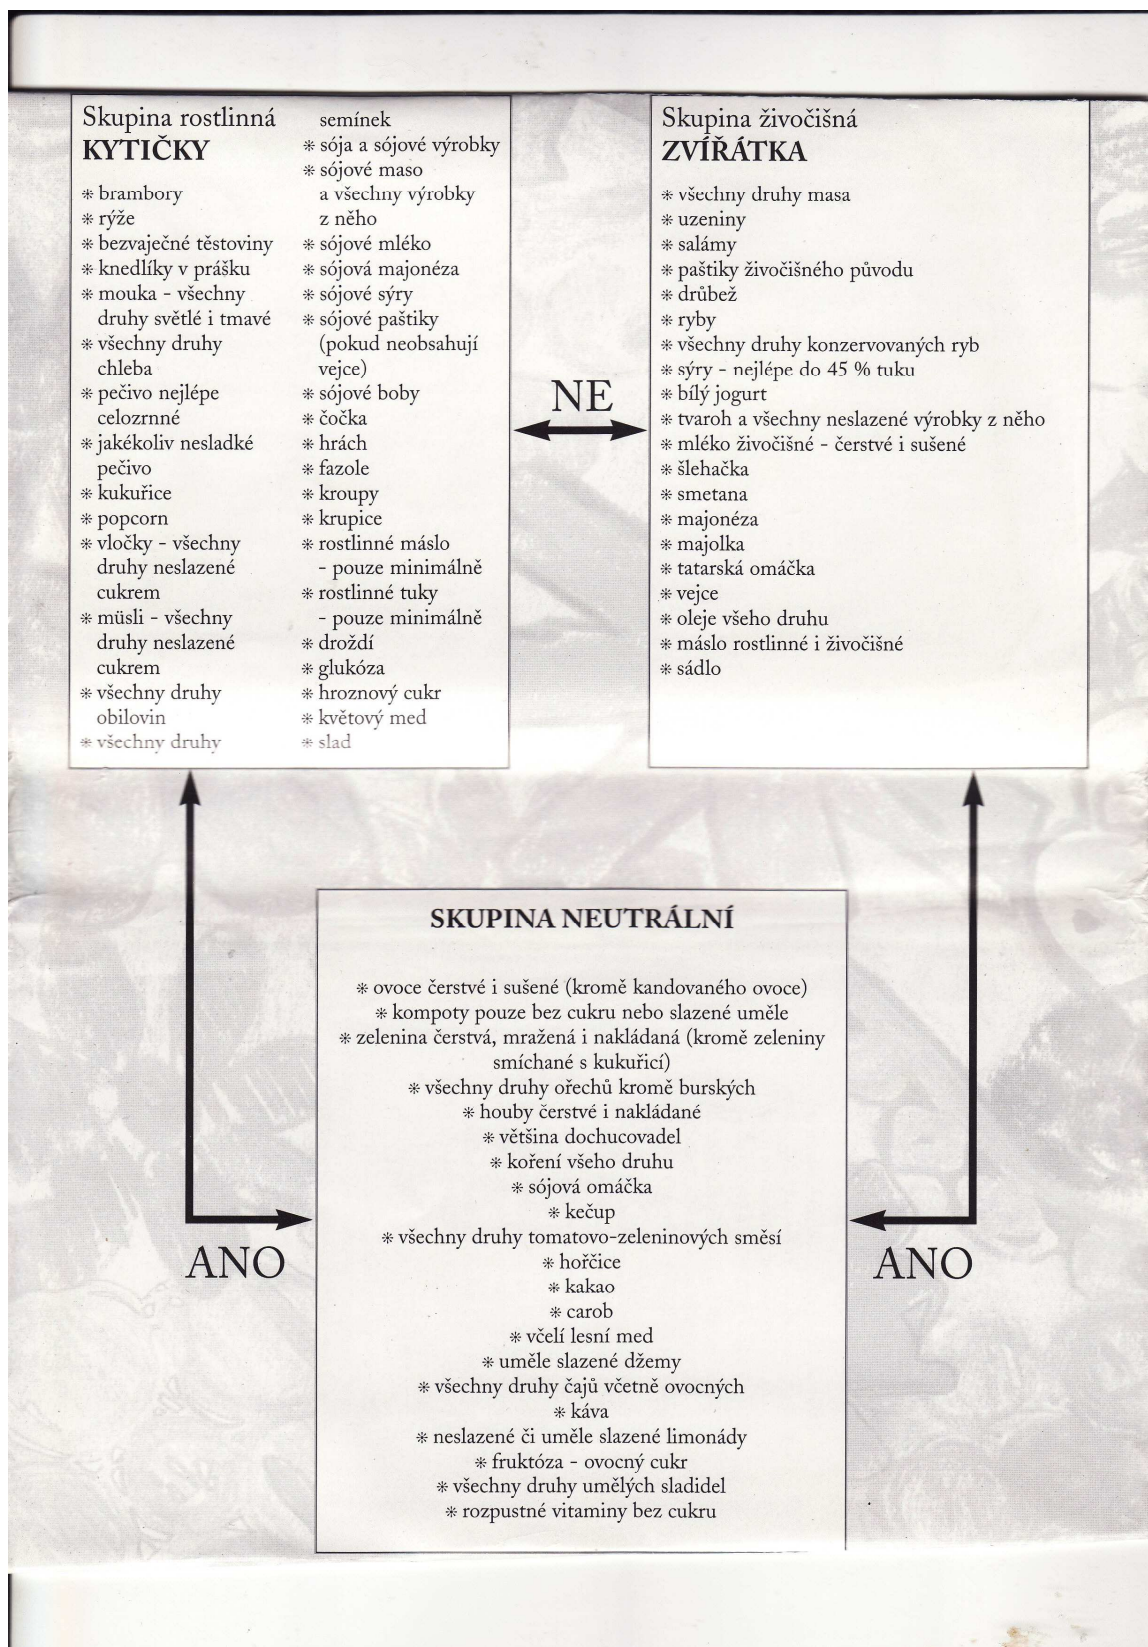 Skupina rostlinná
KYTIČKY
* brambory
* rýže
* bezvaječné těstoviny
* knedlíky v prášku
* mouka - všechny
druhy světlé i tmavé
* všechny druhy
chleba
* pečivo nejlépe
celozrnné
* jakékoliv nesladké
pečivo
* kukuřice
* popcorn
* vločky - všechny
druhy neslazené
cukrem
* müsli - všechny
druhy neslazené
cukrem
* všechny druhy
obilovin
* všechny druhy
semínek
* sója a sójové výrobky
* sójové maso
a všechny výrobky
z něho
* sójové mléko
* sójová majonéza
* sójové sýry
* sójové paštiky
(pokud neobsahují
vejce)
* sójové boby
* čočka
* hrách
* fazole
* kroupy
* krupice
* rostlinné máslo
- pouze minimálně
* rostlinné tuky
- pouze minimálně
* droždí
* glukóza
* hroznový cukr
* květový med
* slad
NE
Skupina živočišná
ZVÍŘÁTKA
* všechny druhy masa
* uzeniny
* salámy
* paštiky živočišného původu
* drůbež
* ryby
* všechny druhy konzervovaných ryb
* sýry - nejlépe do 45 % tuku
* bílý jogurt
* tvaroh a všechny neslazené výrobky z něho
* mléko živočišné - čerstvé i sušené
* šlehačka
* smetana
* majonéza
* majolka
* tatarská omáčka
* vejce
* oleje všeho druhu
* máslo rostlinné i živočišné
* sádlo
SKUPINA NEUTRÁLNÍ
* ovoce čerstvé i sušené (kromě kandovaného ovoce)
* kompoty pouze bez cukru nebo slazené uměle
* zelenina čerstvá, mražená i nakládaná (kromě zeleniny
smíchané s kukuřicí)
* všechny druhy ořechů kromě burských
* houby čerstvé i nakládané
* většina dochucovadel
* koření všeho druhu
* sójová omáčka
* kečup
* všechny druhy tomatovo-zeleninových směsí
* hořčice
* kakao
* carob
* včelí lesní med
* uměle slazené džemy
* všechny druhy čajů včetně ovocných
* káva
* neslazené či uměle slazené limonády
* fruktóza - ovocný cukr
* všechny druhy umělých sladidel
* rozpustné vitaminy bez cukru
ANO
ANO